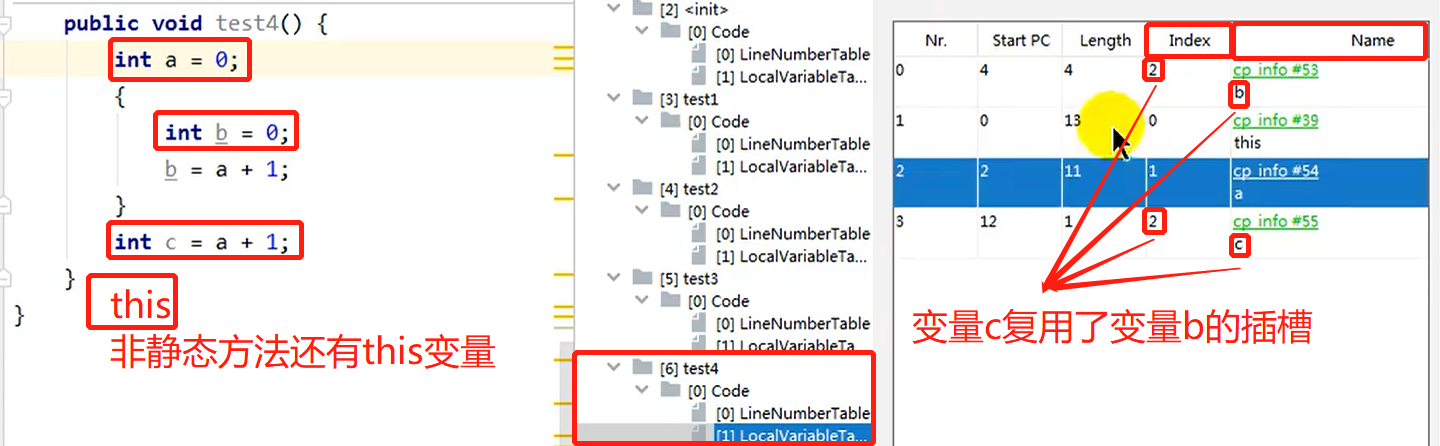 public void test4() {
int a = 0;
{
int b = 0;
b = a + 1;
}
int c = a + 1;
}
}
this
非静态方法还有this变量
[2] <init>
[0] Code
[0] LineNumberTable
[1] LocalVariableTa...
[3] test1
[0] Code
[0] LineNumberTable
[1] LocalVariableTa...
[4] test2
[0] Code
[0] LineNumberTable
[1] LocalVariableTa...
[5] test3
[0] Code
[0] LineNumberTable
[1] LocalVariableTa...
[6] test4
[0] Code
[0] LineNumberTable
[1] LocalVariableTa...
Nr. Start PC Length Index Name
0 4 4 2 cp_info #53
b
1 0 13 0 cp_info #39
this
2 2 11 1 cp_info #54
a
3 12 1 2 cp_info #55
c
变量c复用了变量b的插槽